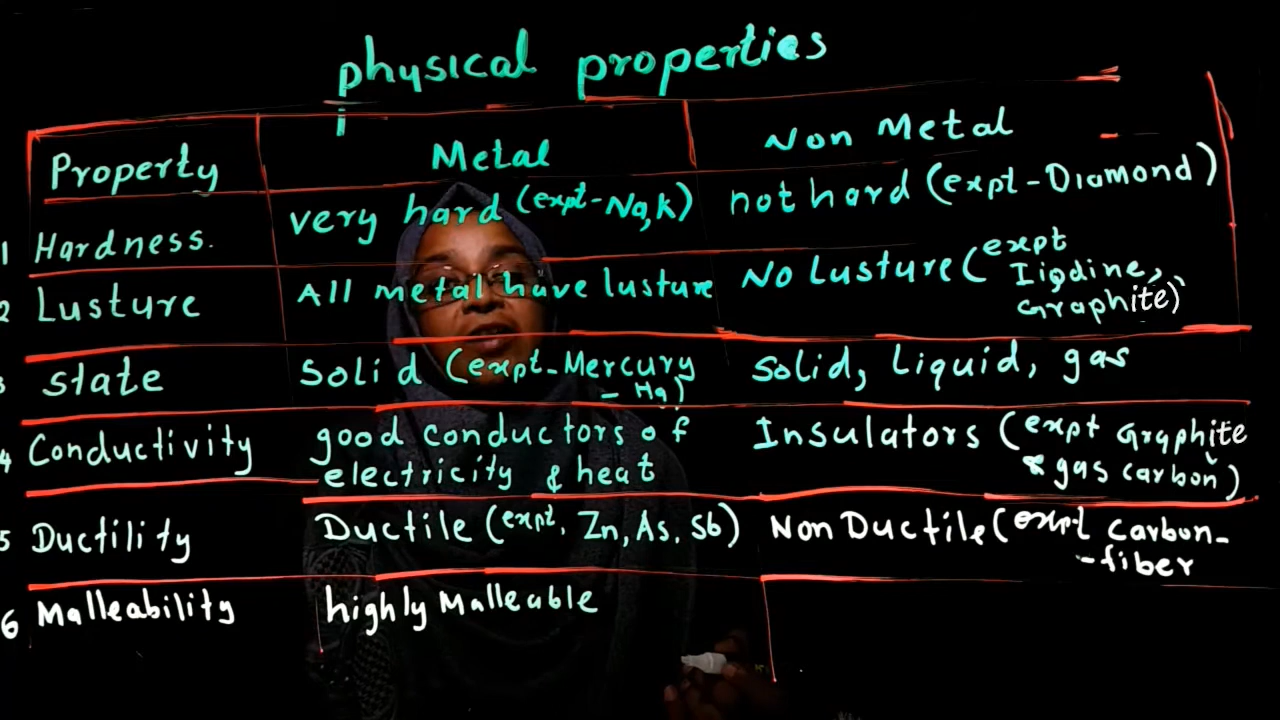 physical properties
Property Metal Non Metal
1 Hardness. very hard (expt-Na,K) not hard (expt-Diamond)
2 Lusture All metal have lusture No Lusture (expt
Iiodine,
Graphite)
3 state Solid (expt-Mercury Solid, Liquid, gas
- Hg)
4 Conductivity good conductors of Insulators (expt Graphite
electricity & heat & gas carbon)
5 Ductility Ductile (expt, Zn, As, Sb) Non Ductile (expt carbon-
-fiber
6 Malleability highly Malleable